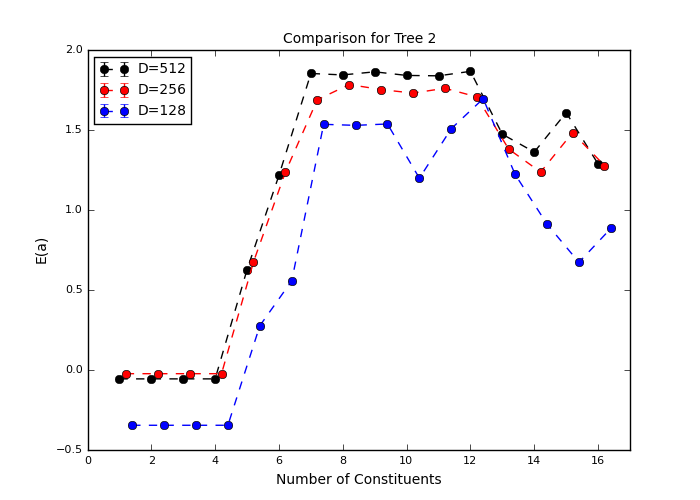 Comparison for Tree 2
D=512
D=256
D=128
E(a)
2.0
1.5
1.0
0.5
0.0
−0.5
0 2 4 6 8 10 12 14 16
Number of Constituents